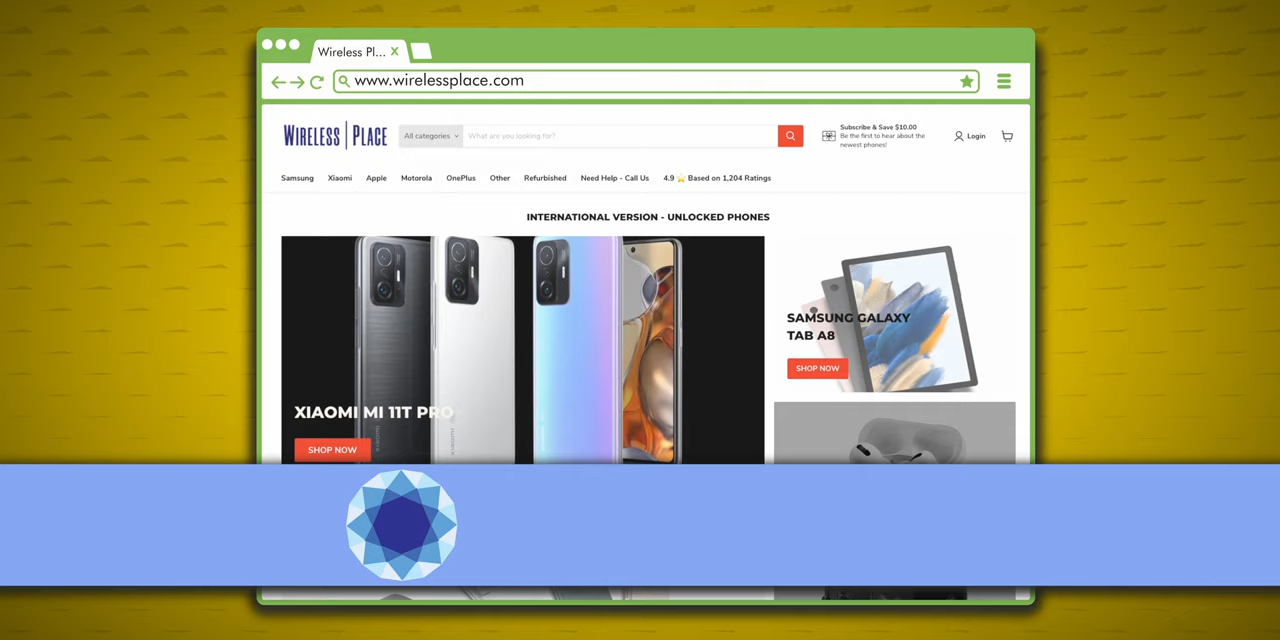 Wireless Pl... X
www.wirelessplace.com
WIRELESS | PLACE
All categories
What are you looking for?
Subscribe & Save $10.00
Be the first to hear about the
newest phones!
Login
Samsung Xiaomi Apple Motorola OnePlus Other Refurbished Need Help - Call Us 4.9 ⭐ Based on 1,204 Ratings
INTERNATIONAL VERSION - UNLOCKED PHONES
XIAOMI MI 11T PRO
SHOP NOW
SAMSUNG GALAXY
TAB A8
SHOP NOW